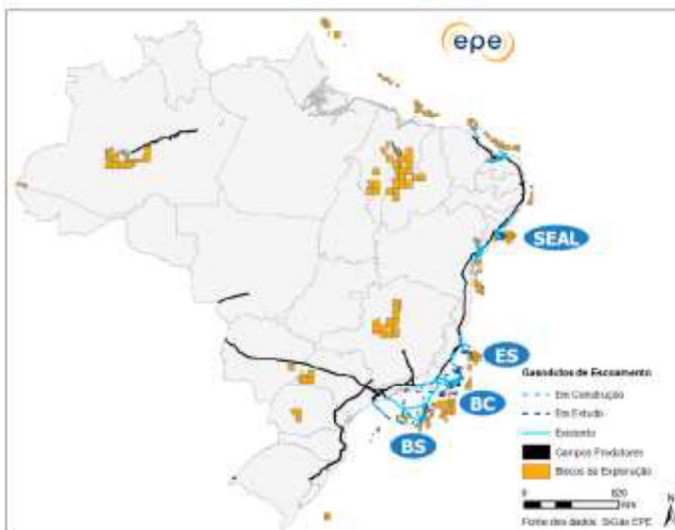 epe
SEAL
ES
BC
BS
Gasodutos de Escoamento
Em Construção
Em Estudo
Existente
Campos Produtores
Blocos de Exploração
0 620
Km
N
Fonte dos dados: SIGás EPE